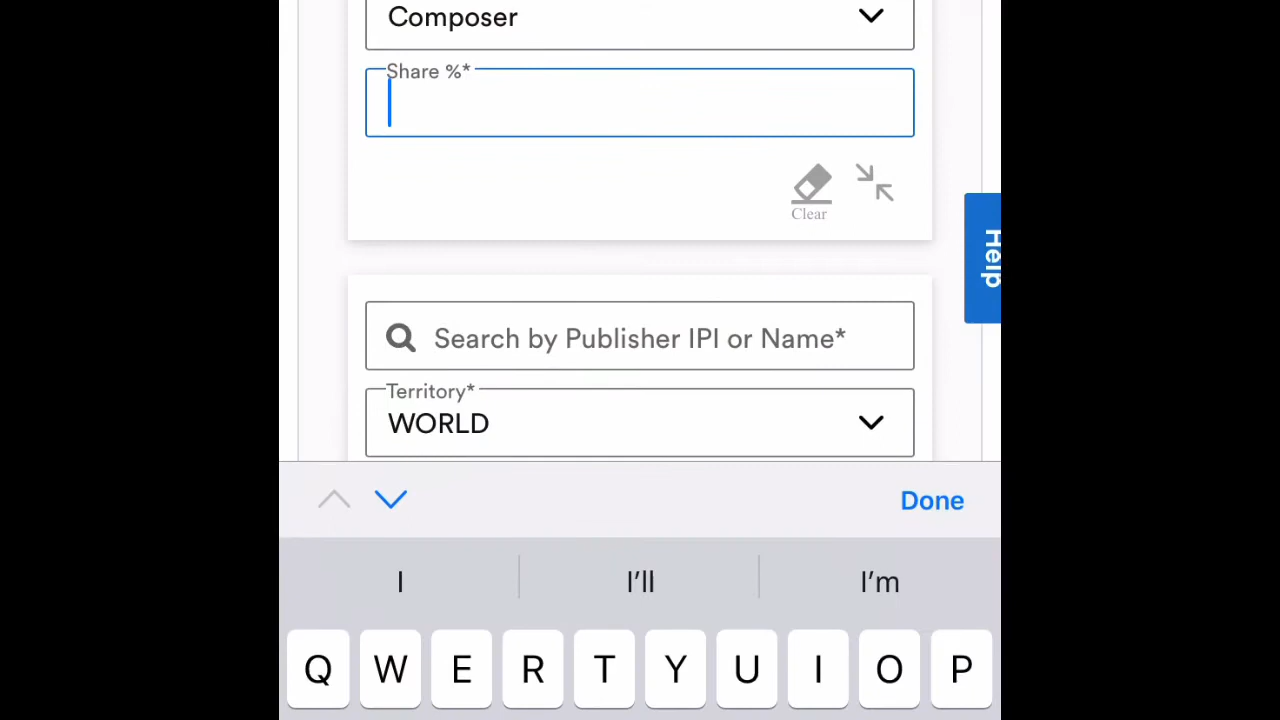 Composer
Share %*
Clear
Help
Search by Publisher IPI or Name*
Territory*
WORLD
Done
I I’ll I’m
Q W E R T Y U I O P